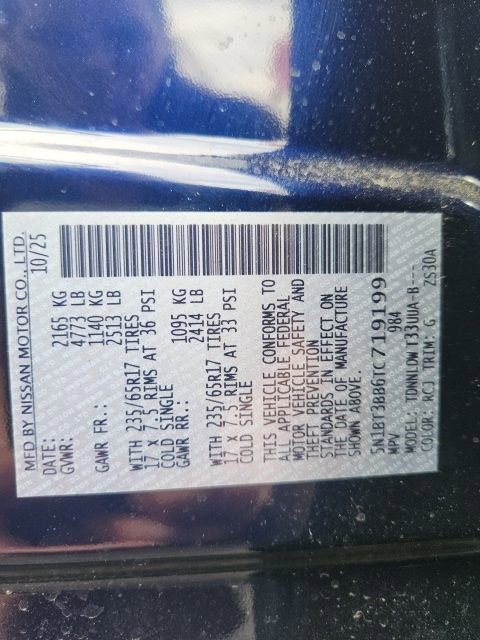 MFD BY NISSAN MOTOR CO., LTD.
DATE: 10/25
GVWR: 2165 KG
4773 LB
GAWR FR.: 1140 KG
2513 LB
WITH 235/65R17 TIRES
17 x 7.5 RIMS AT 36 PSI
COLD SINGLE
GAWR RR.: 1095 KG
2414 LB
WITH 235/65R17 TIRES
17 x 7.5 RIMS AT 33 PSI
COLD SINGLE
THIS VEHICLE CONFORMS TO
ALL APPLICABLE FEDERAL
MOTOR VEHICLE SAFETY AND
THEFT PREVENTION
STANDARDS IN EFFECT ON
THE DATE OF MANUFACTURE
SHOWN ABOVE.
5N1BT3BB6TC719199
MPV 984
MODEL: TDWNLDW T33UUA-B---
COLOR: RCJ TRIM: G ZS30A